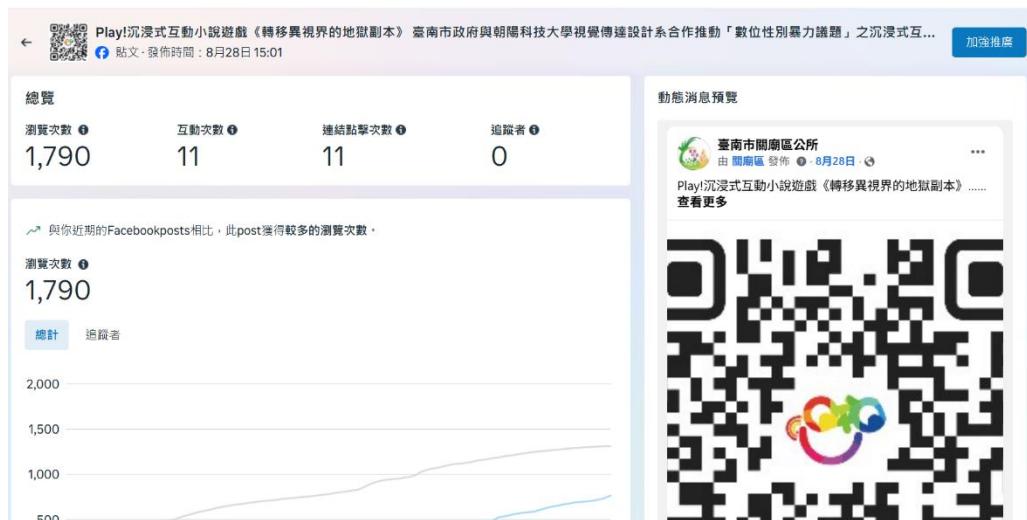 Play!沉浸式互動小說遊戲《轉移異視界的地獄副本》 臺南市政府與朝陽科技大學視覺傳達設計系合作推動「數位性別暴力議題」之沉浸式互...
貼文 · 發佈時間：8月28日 15:01
加強推廣
總覽
瀏覽次數
1,790
互動次數
11
連結點擊次數
11
追蹤者
0
與你近期的Facebookposts相比，此post獲得較多的瀏覽次數。
瀏覽次數
1,790
總計
追蹤者
2,000
1,500
1,000
500
動態消息預覽
臺南市關廟區公所
由 關廟區 發佈 · 8月28日 ·
Play!沉浸式互動小說遊戲《轉移異視界的地獄副本》......
查看更多